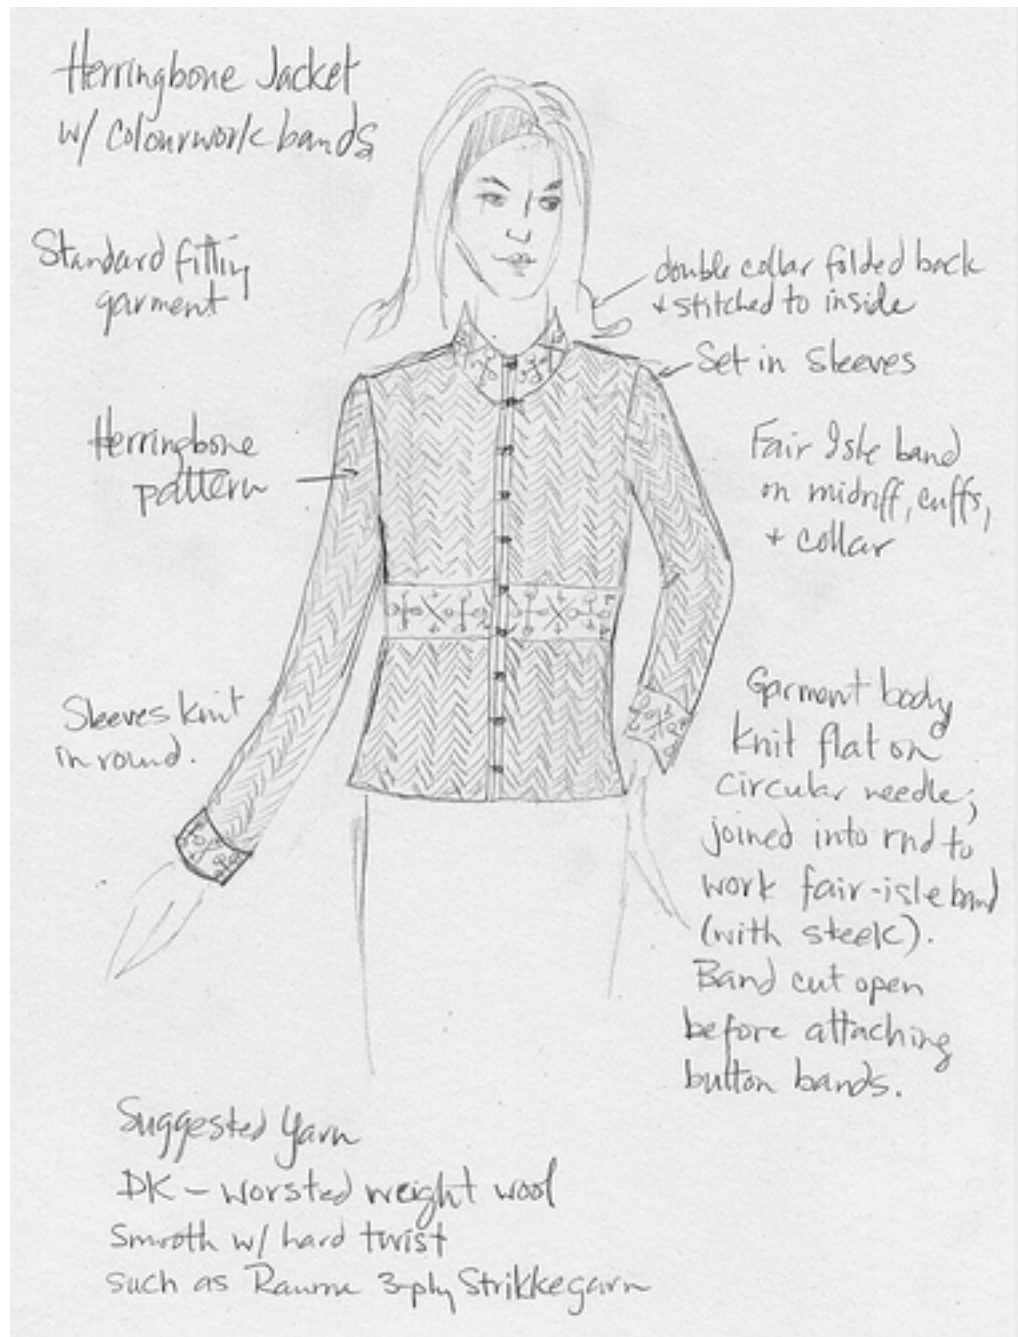 Herringbone Jacket
w/ colourwork bands
Standard fitting
garment
double collar folded back
+ stitched to inside
Set in sleeves
Herringbone
pattern
Fair Isle band
on midriff, cuffs,
+ collar
Sleeves knit
in round.
Garment body
knit flat on
circular needle;
joined into rnd to
work fair-isle band
(with steek).
Band cut open
before attaching
button bands.
Suggested Yarn
DK - worsted weight wool
Smooth w/ hard twist
such as Rauma 3-ply Strikkegarn